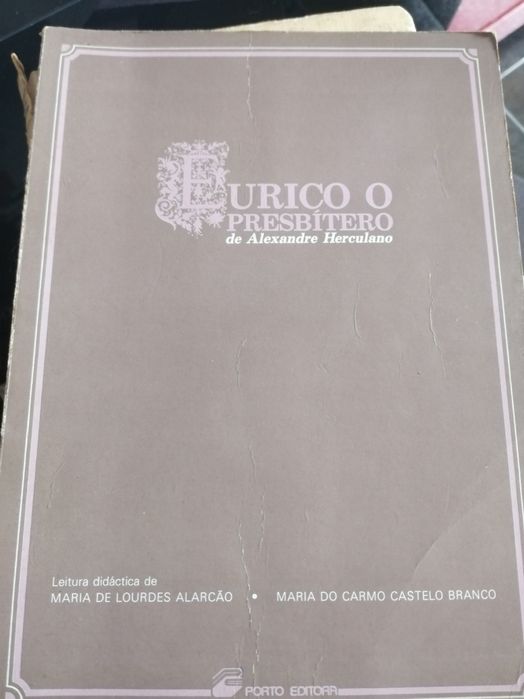 EURICO O
PRESBÍTERO
de Alexandre Herculano
Leitura didáctica de
MARIA DE LOURDES ALARCÃO • MARIA DO CARMO CASTELO BRANCO
PORTO EDITORA